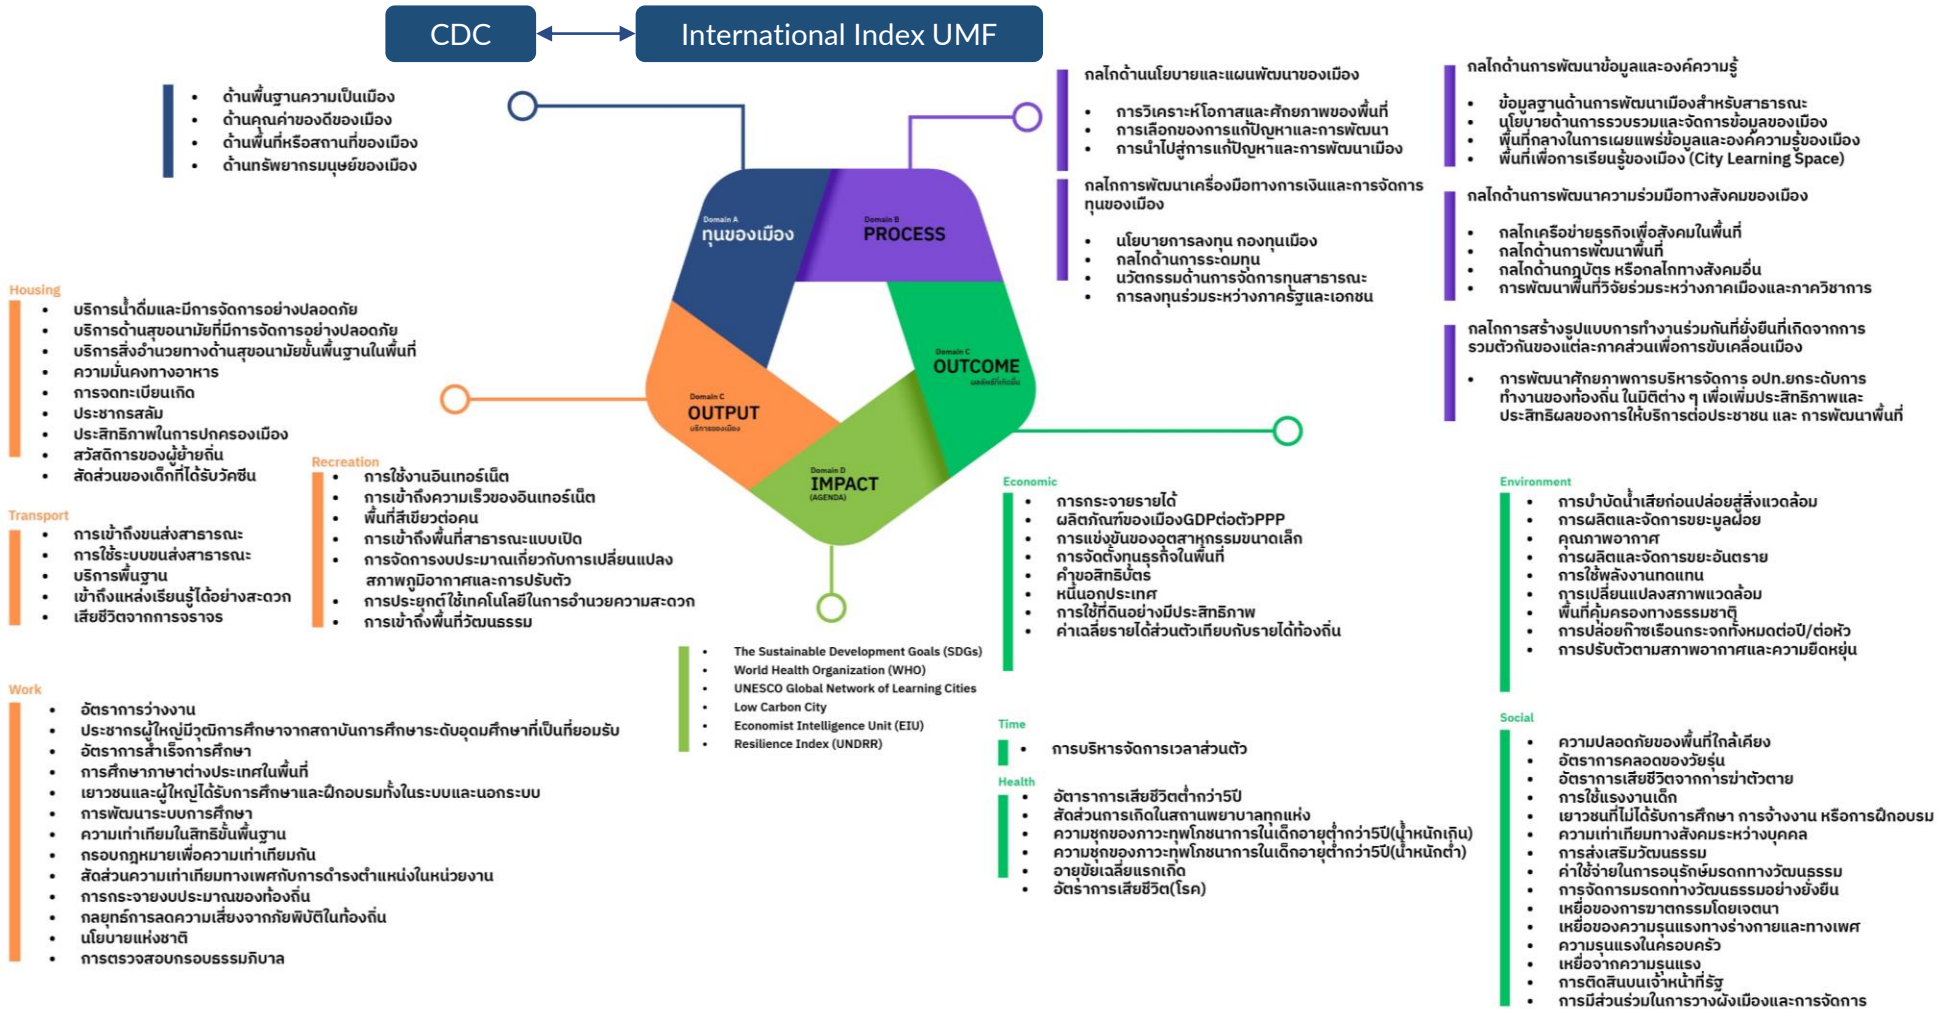 CDC
International Index UMF
• ด้านพื้นฐานความเป็นเมือง
• ด้านคุณค่าของดีของเมือง
• ด้านพื้นที่หรือสถานที่ของเมือง
• ด้านทรัพยากรมนุษย์ของเมือง
กลไกด้านนโยบายและแผนพัฒนาของเมือง
• การวิเคราะห์โอกาสและศักยภาพของพื้นที่
• การเลือกของการแก้ปัญหาและการพัฒนา
• การนำไปสู่การแก้ปัญหาและการพัฒนาเมือง
กลไกการพัฒนาเครื่องมือทางการเงินและการจัดการ
ทุนของเมือง
• นโยบายการลงทุน กองทุนเมือง
• กลไกด้านการระดมทุน
• นวัตกรรมด้านการจัดการทุนสาธารณะ
• การลงทุนร่วมระหว่างภาครัฐและเอกชน
กลไกด้านการพัฒนาข้อมูลและองค์ความรู้
• ข้อมูลฐานด้านการพัฒนาเมืองสำหรับสาธารณะ
• นโยบายด้านการรวบรวมและจัดการข้อมูลของเมือง
• พื้นที่กลางในการเผยแพร่ข้อมูลและองค์ความรู้ของเมือง
• พื้นที่เพื่อการเรียนรู้ของเมือง (City Learning Space)
กลไกด้านการพัฒนาความร่วมมือทางสังคมของเมือง
• กลไกเครือข่ายธุรกิจเพื่อสังคมในพื้นที่
• กลไกด้านการพัฒนาพื้นที่
• กลไกด้านกฎบัตร หรือกลไกทางสังคมอื่น
• การพัฒนาพื้นที่วิจัยร่วมระหว่างภาคเมืองและภาควิชาการ
กลไกการสร้างรูปแบบการทำงานร่วมกันที่ยั่งยืนที่เกิดจากการ
รวมตัวกันของแต่ละภาคส่วนเพื่อการขับเคลื่อนเมือง
• การพัฒนาศักยภาพการบริหารจัดการ อปท.ยกระดับการ
ทำงานของท้องถิ่น ในมิติต่าง ๆ เพื่อเพิ่มประสิทธิภาพและ
ประสิทธิผลของการให้บริการต่อประชาชน และ การพัฒนาพื้นที่
Domain A
ทุนของเมือง
Domain B
PROCESS
Domain C
OUTCOME
ผลลัพธ์ที่เกิดขึ้น
Domain C
OUTPUT
บริการของเมือง
Domain D
IMPACT
(AGENDA)
Housing
• บริการน้ำดื่มและมีการจัดการอย่างปลอดภัย
• บริการด้านสุขอนามัยที่มีการจัดการอย่างปลอดภัย
• บริการสิ่งอำนวยทางด้านสุขอนามัยขั้นพื้นฐานในพื้นที่
• ความมั่นคงทางอาหาร
• การจดทะเบียนเกิด
• ประชากรสลัม
• ประสิทธิภาพในการปกครองเมือง
• สวัสดิการของผู้ย้ายถิ่น
• สัดส่วนของเด็กที่ได้รับวัคซีน
Transport
• การเข้าถึงขนส่งสาธารณะ
• การใช้ระบบขนส่งสาธารณะ
• บริการพื้นฐาน
• เข้าถึงแหล่งเรียนรู้ได้อย่างสะดวก
• เสียชีวิตจากการจราจร
Recreation
• การใช้งานอินเทอร์เน็ต
• การเข้าถึงความเร็วของอินเทอร์เน็ต
• พื้นที่สีเขียวต่อคน
• การเข้าถึงพื้นที่สาธารณะแบบเปิด
• การจัดการงบประมาณเกี่ยวกับการเปลี่ยนแปลง
สภาพภูมิอากาศและการปรับตัว
• การประยุกต์ใช้เทคโนโลยีในการอำนวยความสะดวก
• การเข้าถึงพื้นที่วัฒนธรรม
Work
• อัตราการว่างงาน
• ประชากรผู้ใหญ่มีวุฒิการศึกษาจากสถาบันการศึกษาระดับอุดมศึกษาที่เป็นที่ยอมรับ
• อัตราการสำเร็จการศึกษา
• การศึกษาภาษาต่างประเทศในพื้นที่
• เยาวชนและผู้ใหญ่ได้รับการศึกษาและฝึกอบรมทั้งในระบบและนอกระบบ
• การพัฒนาระบบการศึกษา
• ความเท่าเทียมในสิทธิขั้นพื้นฐาน
• กรอบกฎหมายเพื่อความเท่าเทียมกัน
• สัดส่วนความเท่าเทียมทางเพศกับการดำรงตำแหน่งในหน่วยงาน
• การกระจายงบประมาณของท้องถิ่น
• กลยุทธ์การลดความเสี่ยงจากภัยพิบัติในท้องถิ่น
• นโยบายแห่งชาติ
• การตรวจสอบกรอบธรรมภิบาล
• The Sustainable Development Goals (SDGs)
• World Health Organization (WHO)
• UNESCO Global Network of Learning Cities
• Low Carbon City
• Economist Intelligence Unit (EIU)
• Resilience Index (UNDRR)
Economic
• การกระจายรายได้
• ผลิตภัณฑ์ของเมืองGDPต่อตัวPPP
• การแข่งขันของอุตสาหกรรมขนาดเล็ก
• การจัดตั้งทุนธุรกิจในพื้นที่
• คำขอสิทธิบัตร
• หนี้นอกประเทศ
• การใช้ที่ดินอย่างมีประสิทธิภาพ
• ค่าเฉลี่ยรายได้ส่วนตัวเทียบกับรายได้ท้องถิ่น
Time
• การบริหารจัดการเวลาส่วนตัว
Health
• อัตาราการเสียชีวิตต่ำกว่า5ปี
• สัดส่วนการเกิดในสถานพยาบาลทุกแห่ง
• ความชุกของภาวะทุพโภชนาการในเด็กอายุต่ำกว่า5ปี(น้ำหนักเกิน)
• ความชุกของภาวะทุพโภชนาการในเด็กอายุต่ำกว่า5ปี(น้ำหนักต่ำ)
• อายุขัยเฉลี่ยแรกเกิด
• อัตราการเสียชีวิต(โรค)
Environment
• การบำบัดน้ำเสียก่อนปล่อยสู่สิ่งแวดล้อม
• การผลิตและจัดการขยะมูลฝอย
• คุณภาพอากาศ
• การผลิตและจัดการขยะอันตราย
• การใช้พลังงานทดแทน
• การเปลี่ยนแปลงสภาพแวดล้อม
• พื้นที่คุ้มครองทางธรรมชาติ
• การปล่อยก๊าซเรือนกระจกทั้งหมดต่อปี/ต่อหัว
• การปรับตัวตามสภาพอากาศและความยืดหยุ่น
Social
• ความปลอดภัยของพื้นที่ใกล้เคียง
• อัตราการคลอดของวัยรุ่น
• อัตราการเสียชีวิตจากการฆ่าตัวตาย
• การใช้แรงงานเด็ก
• เยาวชนที่ไม่ได้รับการศึกษา การจ้างงาน หรือการฝึกอบรม
• ความเท่าเทียมทางสังคมระหว่างบุคคล
• การส่งเสริมวัฒนธรรม
• ค่าใช้จ่ายในการอนุรักษ์มรดกทางวัฒนธรรม
• การจัดการมรดกทางวัฒนธรรมอย่างยั่งยืน
• เหยื่อของการฆาตกรรมโดยเจตนา
• เหยื่อของความรุนแรงทางร่างกายและทางเพศ
• ความรุนแรงในครอบครัว
• เหยื่อจากความรุนแรง
• การติดสินบนเจ้าหน้าที่รัฐ
• การมีส่วนร่วมในการวางผังเมืองและการจัดการ